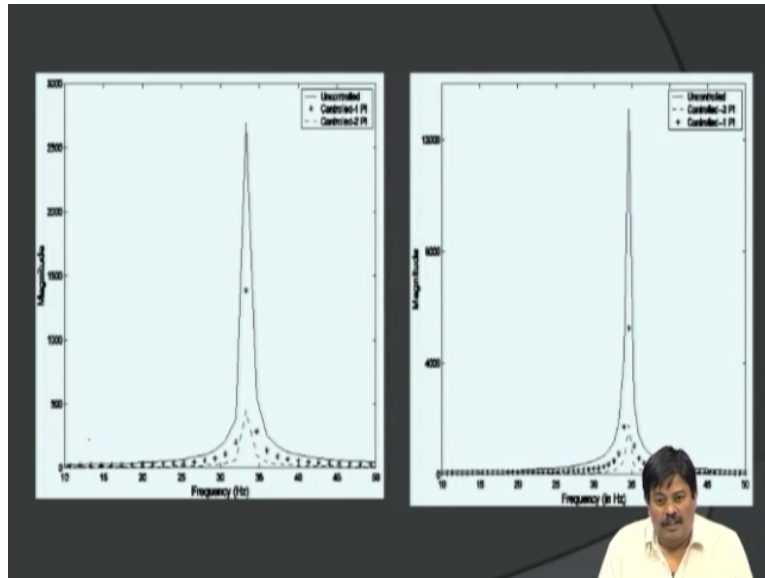 3000
2500
2000
1500
1000
500
0
10 15 20 25 30 35 40 45 50
Magnitude
Frequency (Hz)
Uncontrolled
Controlled-1 PI
Controlled-2 PI
8000
4000
10 15 20 25 30 35 40 45 50
Magnitude
Frequency (in Hz)
Uncontrolled
Controlled-2 PI
Controlled-1 PI